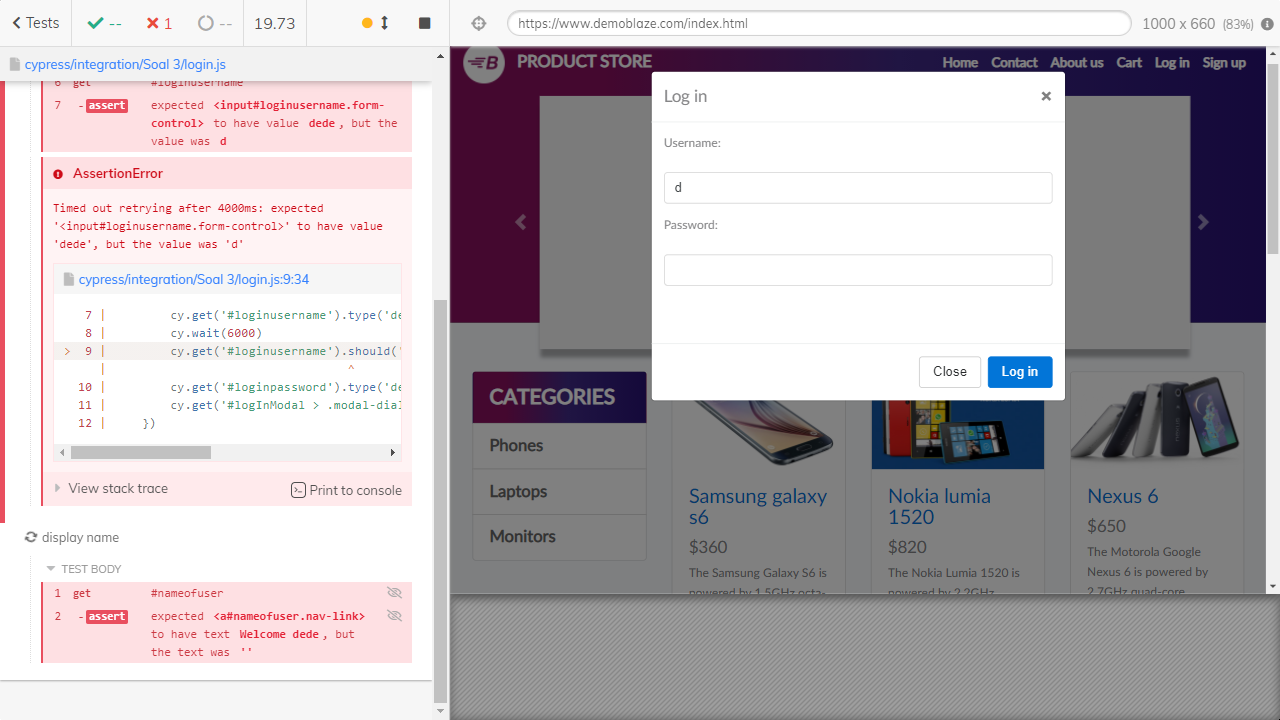 Tests
--
1
--
19.73
https://www.demoblaze.com/index.html
1000 x 660 (83%)
cypress/integration/Soal 3/login.js
6 get #loginusername
7 - assert expected <input#loginusername.form-
control> to have value dede, but the
value was d
AssertionError
Timed out retrying after 4000ms: expected
'<input#loginusername.form-control>' to have value
'dede', but the value was 'd'
cypress/integration/Soal 3/login.js:9:34
7 | cy.get('#loginusername').type('de
8 | cy.wait(6000)
> 9 | cy.get('#loginusername').should('
| ^
10 | cy.get('#loginpassword').type('de
11 | cy.get('#logInModal > .modal-dial
12 | })
View stack trace
Print to console
display name
TEST BODY
1 get #nameofuser
2 - assert expected <a#nameofuser.nav-link>
to have text Welcome dede, but
the text was ''
B PRODUCT STORE
Home Contact About us Cart Log in Sign up
Log in
×
Username:
d
Password:
Close
Log in
CATEGORIES
Phones
Laptops
Monitors
Samsung galaxy
s6
$360
The Samsung Galaxy S6 is
powered by 1.5GHz octa-
Nokia lumia
1520
$820
The Nokia Lumia 1520 is
powered by 2.2GHz
Nexus 6
$650
The Motorola Google
Nexus 6 is powered by
2.7GHz quad-core